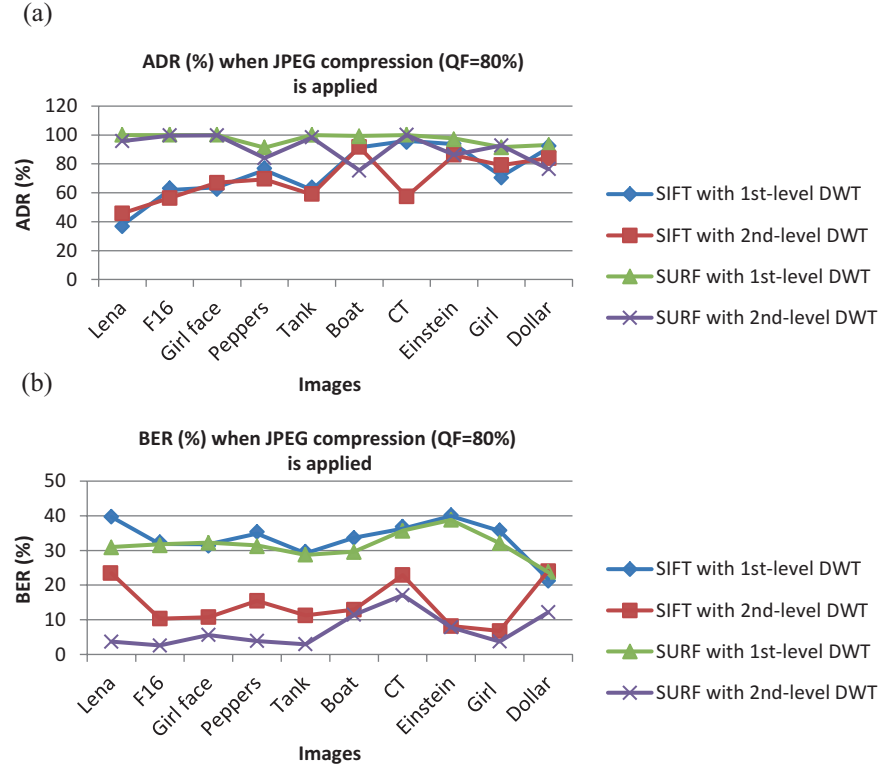 (a)
ADR (%) when JPEG compression (QF=80%)
is applied
120
100
80
60
40
20
0
ADR (%)
Lena
F16
Girl face
Peppers
Tank
Boat
CT
Einstein
Girl
Dollar
Images
SIFT with 1st-level DWT
SIFT with 2nd-level DWT
SURF with 1st-level DWT
SURF with 2nd-level DWT
(b)
BER (%) when JPEG compression (QF=80%)
is applied
50
40
30
20
10
0
BER (%)
Lena
F16
Girl face
Peppers
Tank
Boat
CT
Einstein
Girl
Dollar
Images
SIFT with 1st-level DWT
SIFT with 2nd-level DWT
SURF with 1st-level DWT
SURF with 2nd-level DWT